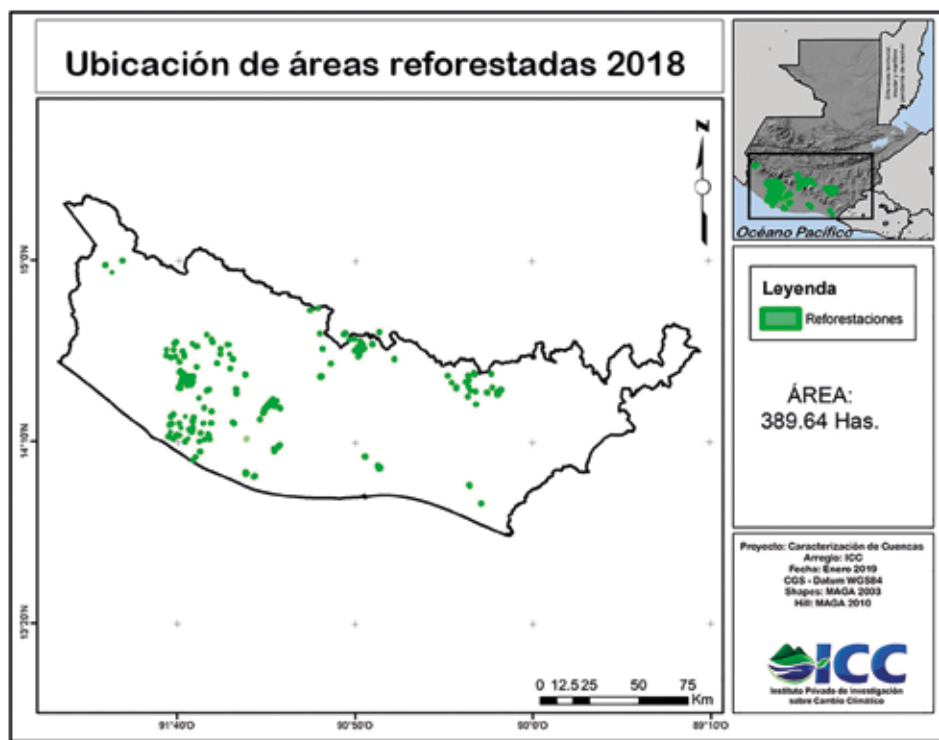 Ubicación de áreas reforestadas 2018
N
15°0'N
14°10'N
13°20'N
91°40'O
90°50'O
90°0'O
89°10'O
0 12.5 25 50 75
Km
Océano Pacífico
Leyenda
Reforestaciones
ÁREA:
389.64 Has.
Proyecto: Caracterización de Cuencas
Arreglo: ICC
Fecha: Enero 2019
CGS - Datum WGS84
Shapes: MAGA 2003
Hill: MAGA 2010
ICC
Instituto Privado de Investigación
sobre Cambio Climático